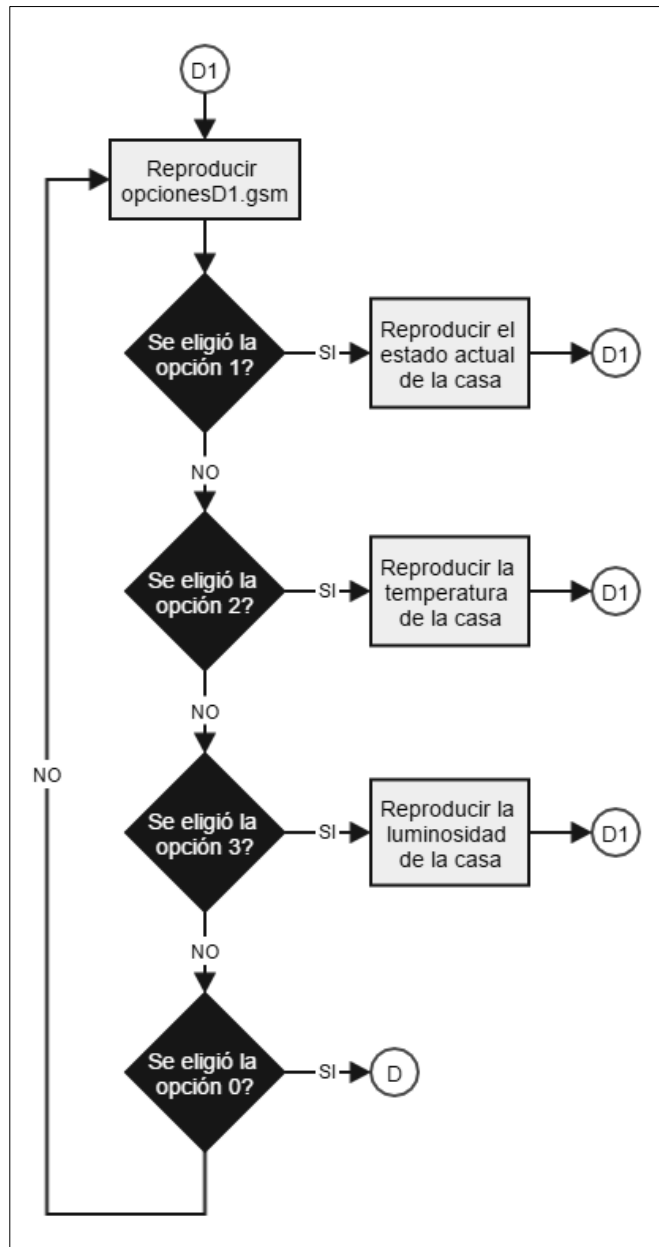 D1
Reproducir
opcionesD1.gsm
Se eligió la
opción 1?
SI
Reproducir el
estado actual
de la casa
D1
NO
Se eligió la
opción 2?
SI
Reproducir la
temperatura
de la casa
D1
NO
Se eligió la
opción 3?
SI
Reproducir la
luminosidad
de la casa
D1
NO
NO
Se eligió la
opción 0?
SI
D